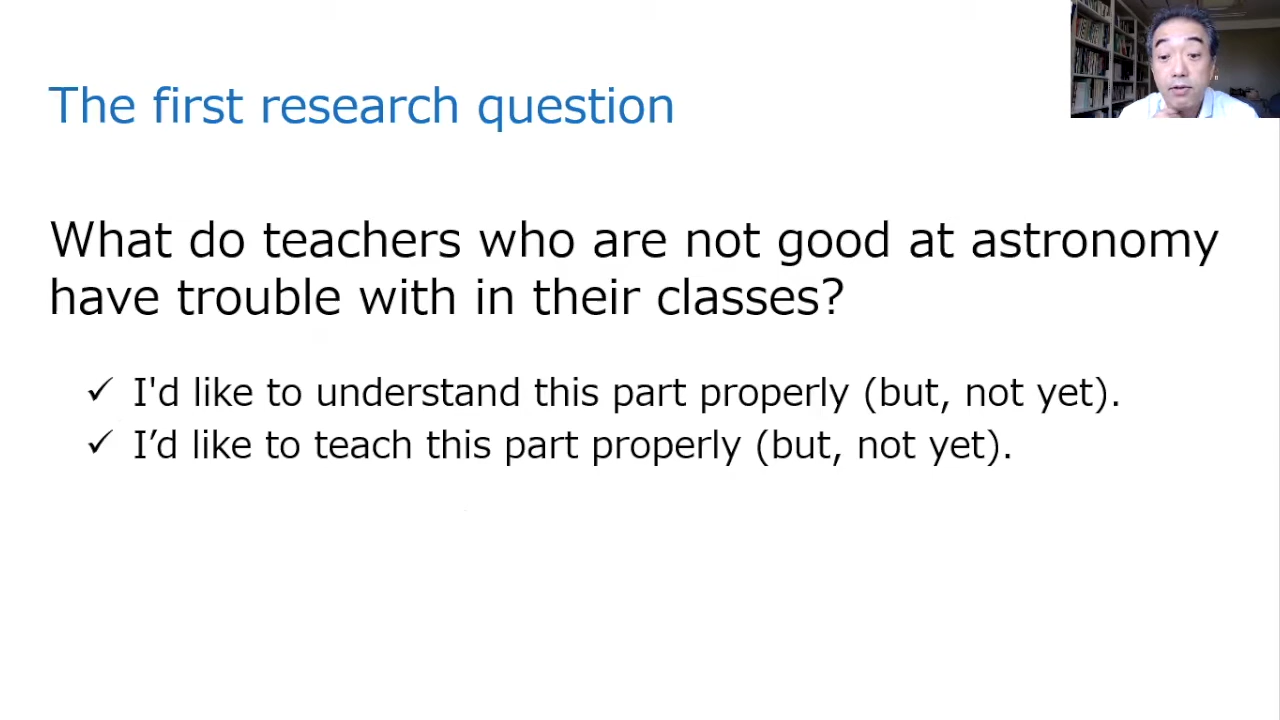 The first research question
What do teachers who are not good at astronomy
have trouble with in their classes?
✓ I'd like to understand this part properly (but, not yet).
✓ I’d like to teach this part properly (but, not yet).